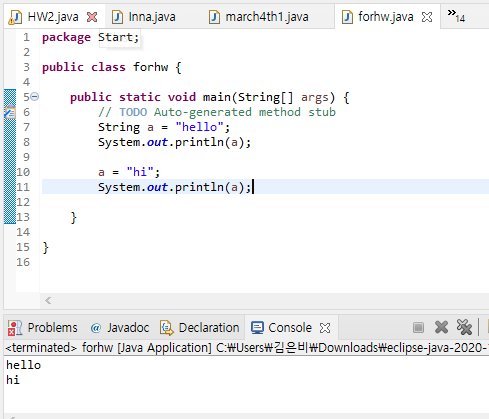 HW2.java Inna.java march4th1.java forhw.java »14
1 package Start;
2
3 public class forhw {
4
5 public static void main(String[] args) {
6 // TODO Auto-generated method stub
7 String a = "hello";
8 System.out.println(a);
9
10 a = "hi";
11 System.out.println(a);
12
13 }
14
15 }
16
Problems Javadoc Declaration Console
<terminated> forhw [Java Application] C:₩Users₩김은비₩Downloads₩eclipse-java-2020-1
hello
hi